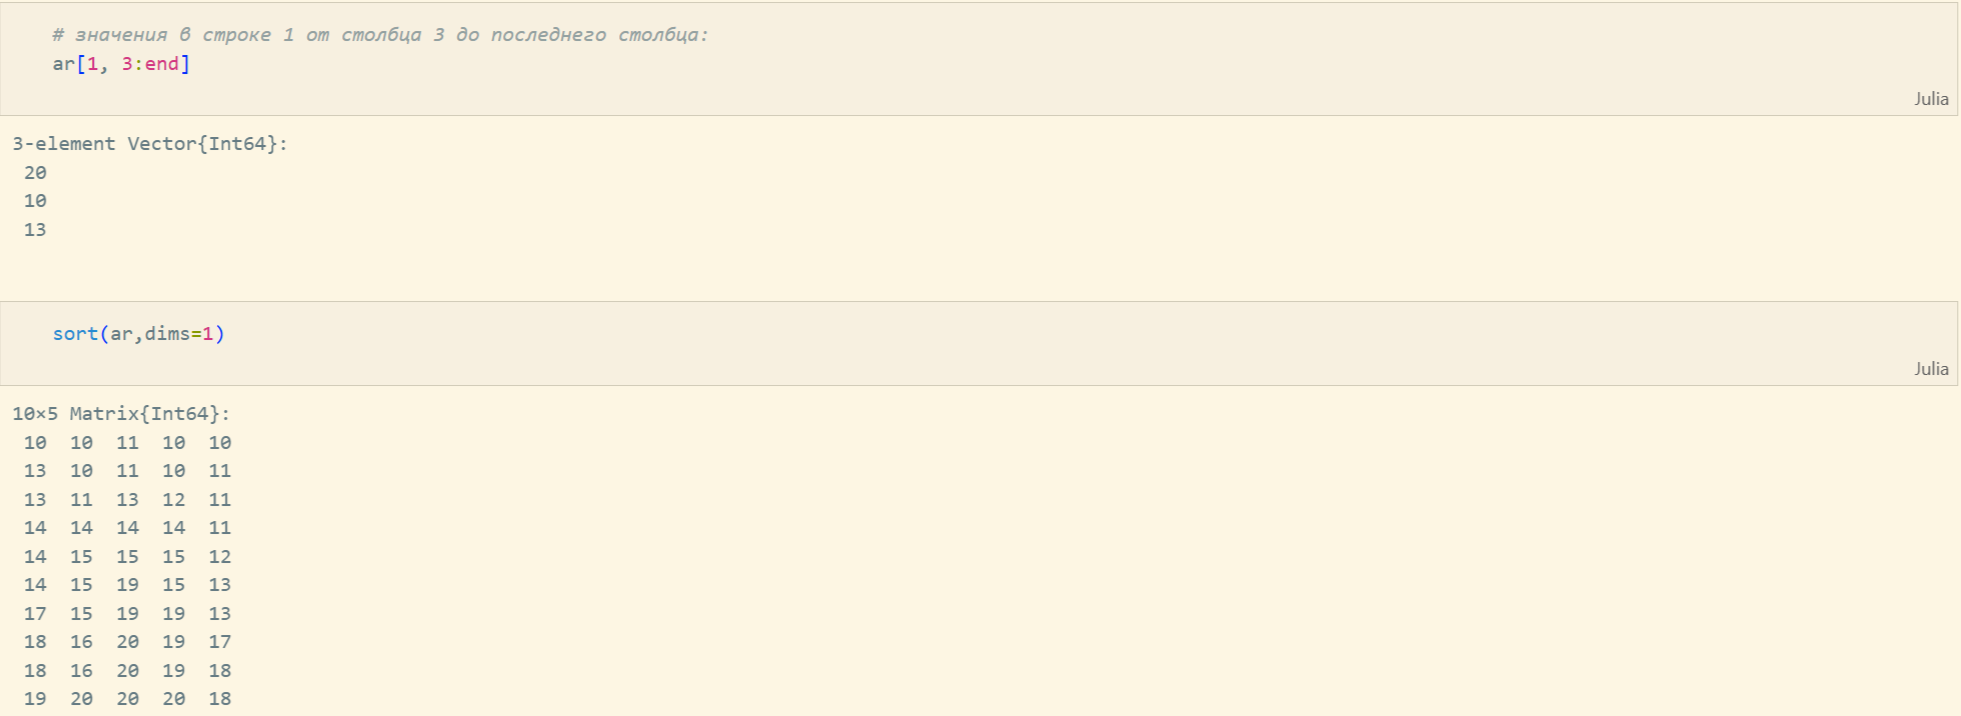 # значения в строке 1 от столбца 3 до последнего столбца:
ar[1, 3:end]
Julia
3-element Vector{Int64}:
20
10
13
sort(ar,dims=1)
Julia
10×5 Matrix{Int64}:
10 10 11 10 10
13 10 11 10 11
13 11 13 12 11
14 14 14 14 11
14 15 15 15 12
14 15 19 15 13
17 15 19 19 13
18 16 20 19 17
18 16 20 19 18
19 20 20 20 18